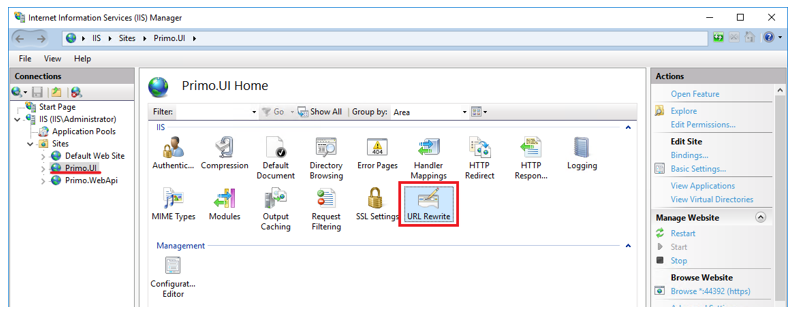 Internet Information Services (IIS) Manager
IIS
Sites
Primo.UI
File View Help
Connections
Start Page
IIS (IIS\Administrator)
Application Pools
Sites
Default Web Site
Primo.UI
Primo.WebApi
Primo.UI Home
Filter: Go Show All Group by: Area
IIS
Authentic... Compression Default Document Directory Browsing Error Pages Handler Mappings HTTP Redirect HTTP Respon... Logging
MIME Types Modules Output Caching Request Filtering SSL Settings URL Rewrite
Management
Configurat... Editor
Actions
Open Feature
Explore
Edit Permissions...
Edit Site
Bindings...
Basic Settings...
View Applications
View Virtual Directories
Manage Website
Restart
Start
Stop
Browse Website
Browse *:44392 (https)